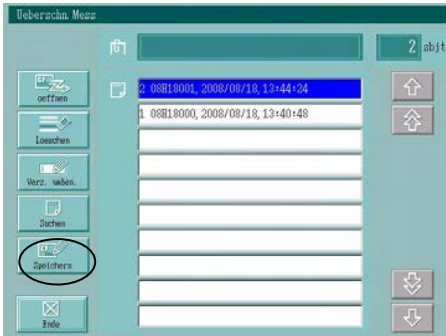 Ueberschn. Mess
2 sbjt
oeffnen
2 08H18001, 2008/08/18, 13:44:24
1 08H18000, 2008/08/18, 13:40:48
Loeschen
Verz. umben.
Suchen
Speichern
Ende